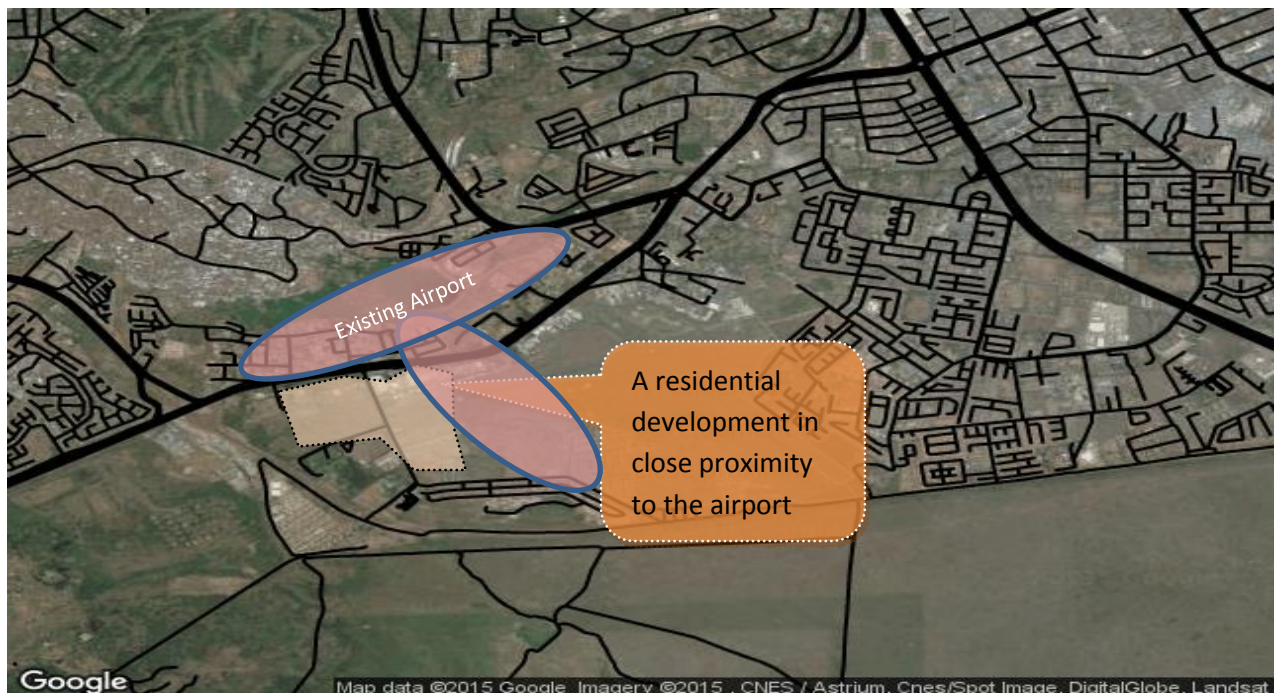 Existing Airport
A residential
development in
close proximity
to the airport
Google
Map data ©2015 Google Imagery ©2015 , CNES / Astrium, Cnes/Spot Image, DigitalGlobe, Landsat